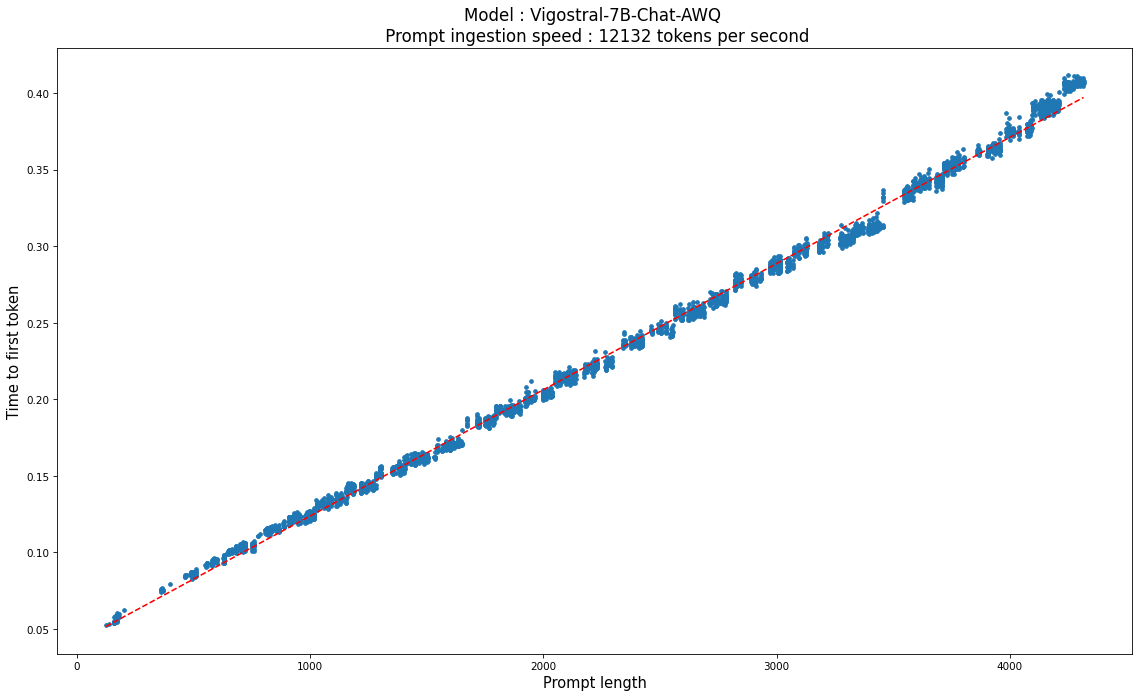 Model : Vigostral-7B-Chat-AWQ
Prompt ingestion speed : 12132 tokens per second
Time to first token
0.40
0.35
0.30
0.25
0.20
0.15
0.10
0.05
0 1000 2000 3000 4000
Prompt length